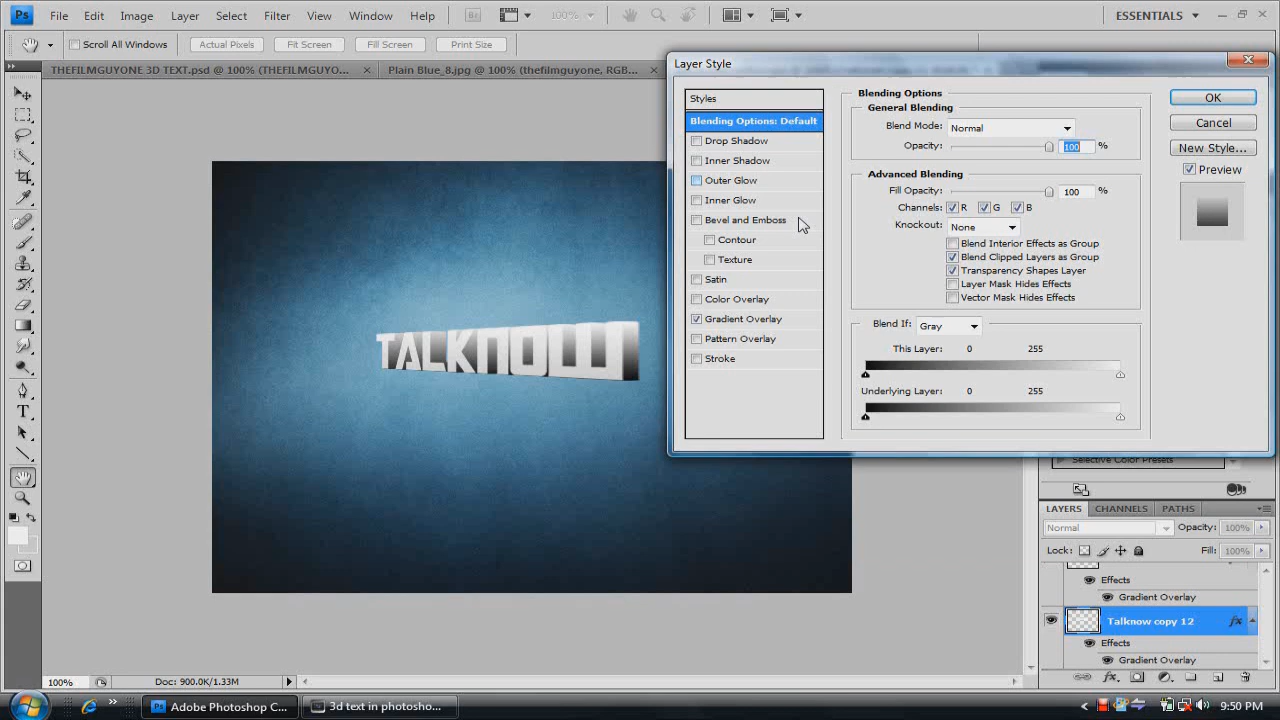 Ps File Edit Image Layer Select Filter View Window Help Br 100% ESSENTIALS
Scroll All Windows Actual Pixels Fit Screen Fill Screen Print Size
THEFILMGUYONE 3D TEXT.psd @ 100% (THEFILMGUYO... Plain Blue_8.jpg @ 100% (thefilmguyone, RGB...
Layer Style
Styles
Blending Options: Default
Drop Shadow
Inner Shadow
Outer Glow
Inner Glow
Bevel and Emboss
Contour
Texture
Satin
Color Overlay
Gradient Overlay
Pattern Overlay
Stroke
Blending Options
General Blending
Blend Mode: Normal
Opacity: 100 %
Advanced Blending
Fill Opacity: 100 %
Channels: R G B
Knockout: None
Blend Interior Effects as Group
Blend Clipped Layers as Group
Transparency Shapes Layer
Layer Mask Hides Effects
Vector Mask Hides Effects
Blend If: Gray
This Layer: 0 255
Underlying Layer: 0 255
OK
Cancel
New Style...
Preview
TALKNOW
Selective Color Presets
LAYERS CHANNELS PATHS
Normal Opacity: 100%
Lock: Fill: 100%
Effects
Gradient Overlay
Talknow copy 12 fx
Effects
Gradient Overlay
100% Doc: 900.0K/1.33M
Adobe Photoshop C... 3d text in photosho... 9:50 PM